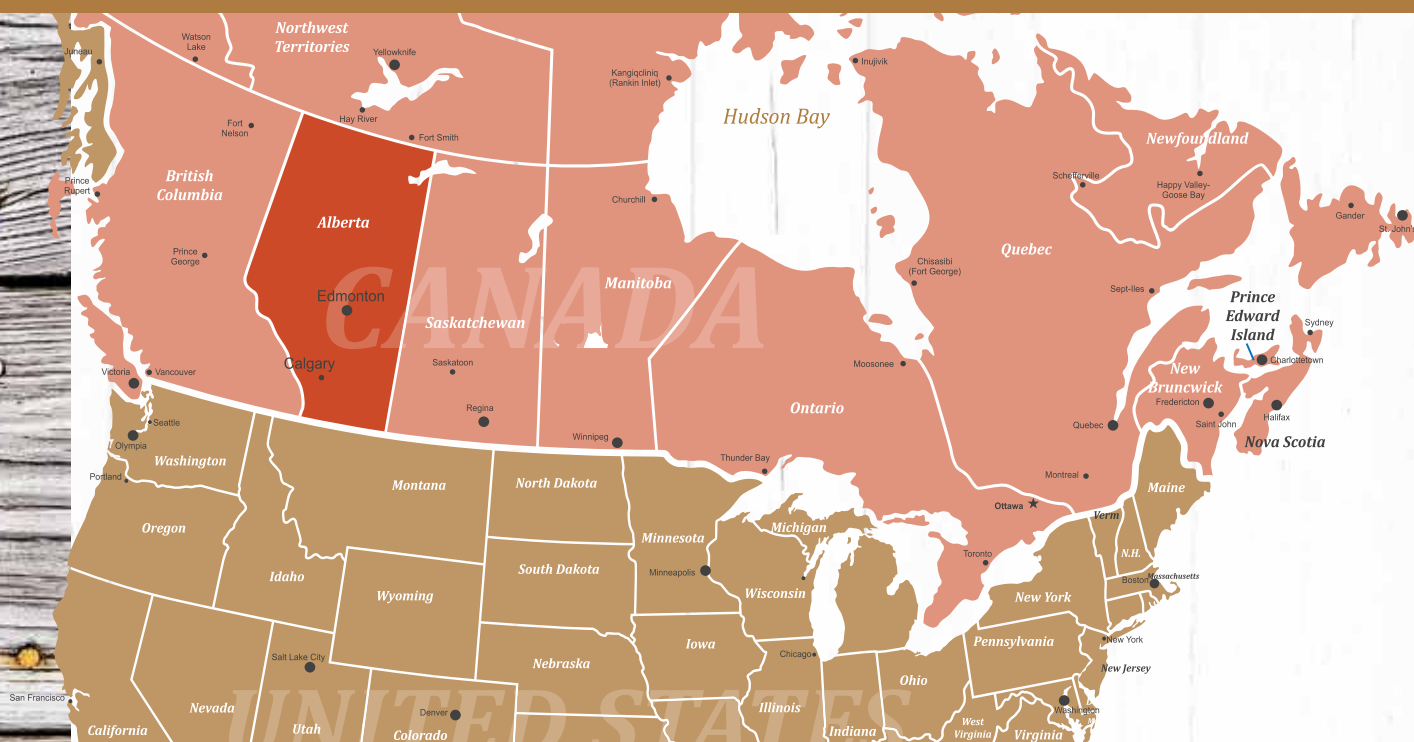 Northwest
Territories
Juneau
Watson
Lake
Yellowknife
Kangiqcliniq
(Rankin Inlet)
Inujivik
Hudson Bay
Hay River
Fort
Nelson
Fort Smith
Newfoundland
British
Columbia
Prince
Rupert
Schefferville
Happy Valley-
Goose Bay
Churchill
Gander
St. John's
Alberta
Prince
George
Quebec
Chisasibi
(Fort George)
CANADA
Manitoba
Sept-Iles
Edmonton
Prince
Edward
Island
Sydney
Saskatchewan
Calgary
Saskatoon
Moosonee
Charlottetown
Victoria
Vancouver
New
Bruncwick
Fredericton
Regina
Ontario
Halifax
Saint John
Quebec
Seattle
Olympia
Winnipeg
Nova Scotia
Washington
Thunder Bay
Portland
Montreal
Montana
North Dakota
Maine
Ottawa
Verm
Oregon
Michigan
Minnesota
N.H.
Toronto
Idaho
South Dakota
Minneapolis
Boston
Massachusetts
Wyoming
Wisconsin
New York
Iowa
Pennsylvania
New York
Salt Lake City
Nebraska
Chicago
New Jersey
Ohio
San Francisco
UNITED STATES
Nevada
Denver
Illinois
Washington
California
Utah
Colorado
Indiana
West
Virginia
Virginia